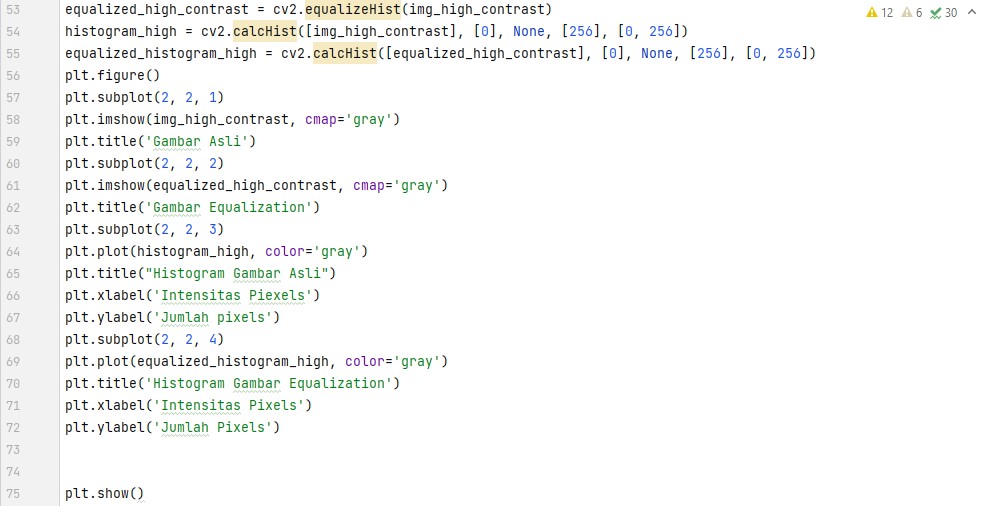 53 equalized_high_contrast = cv2.equalizeHist(img_high_contrast)
12 6 30
54 histogram_high = cv2.calcHist([img_high_contrast], [0], None, [256], [0, 256])
55 equalized_histogram_high = cv2.calcHist([equalized_high_contrast], [0], None, [256], [0, 256])
56 plt.figure()
57 plt.subplot(2, 2, 1)
58 plt.imshow(img_high_contrast, cmap='gray')
59 plt.title('Gambar Asli')
60 plt.subplot(2, 2, 2)
61 plt.imshow(equalized_high_contrast, cmap='gray')
62 plt.title('Gambar Equalization')
63 plt.subplot(2, 2, 3)
64 plt.plot(histogram_high, color='gray')
65 plt.title("Histogram Gambar Asli")
66 plt.xlabel('Intensitas Piexels')
67 plt.ylabel('Jumlah pixels')
68 plt.subplot(2, 2, 4)
69 plt.plot(equalized_histogram_high, color='gray')
70 plt.title('Histogram Gambar Equalization')
71 plt.xlabel('Intensitas Pixels')
72 plt.ylabel('Jumlah Pixels')
73
74
75 plt.show()